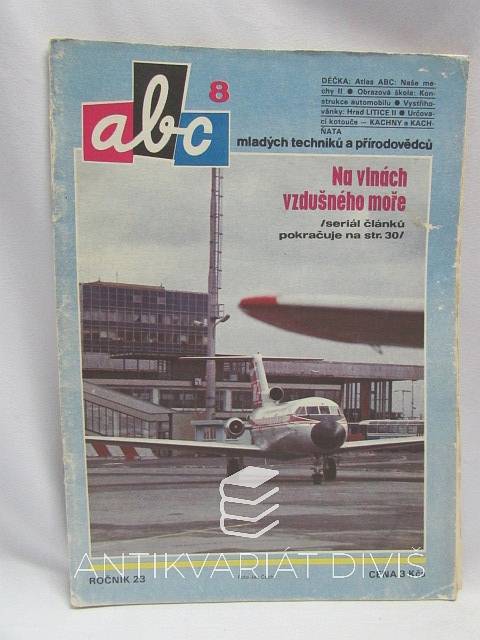 abc
8
DÉČKA: Atlas ABC: Naše me-
chy II ● Obrazová škola: Kon-
strukce automobilu ● Vystřiho-
vánky: Hrad LITICE II ● Určova-
cí kotouče — KACHNY a KACH-
ŇATA
mladých techniků a přírodovědců
Na vlnách
vzdušného moře
/seriál článků
pokračuje na str. 30/
ANTIKVARIÁT DIVIŠ
ROČNÍK 23
CENA 3 Kčs